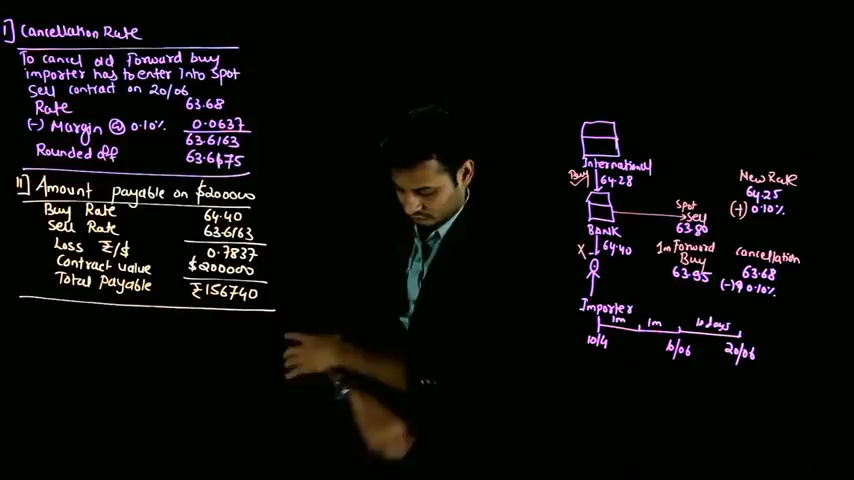 I] Cancellation Rate
To cancel old Forward buy
importer has to enter Into Spot
Sell contract on 20/06
Rate 63.68
(-) Margin @ 0.10% 0.0637
63.6163
Rounded off 63.6175
II] Amount payable on $200000
Buy Rate 64.40
Sell Rate 63.6163
Loss ₹/$ 0.7837
Contract value $200000
Total Payable ₹156740
International
Buy 64.28
BANK
X 64.40
Importer
Spot
Sell
63.80
1m Forward
Buy
63.95
New Rate
64.25
(+) 0.10%
Cancellation
63.68
(-) 0.10%
1m 1m 10 days
10/4 10/06 20/06